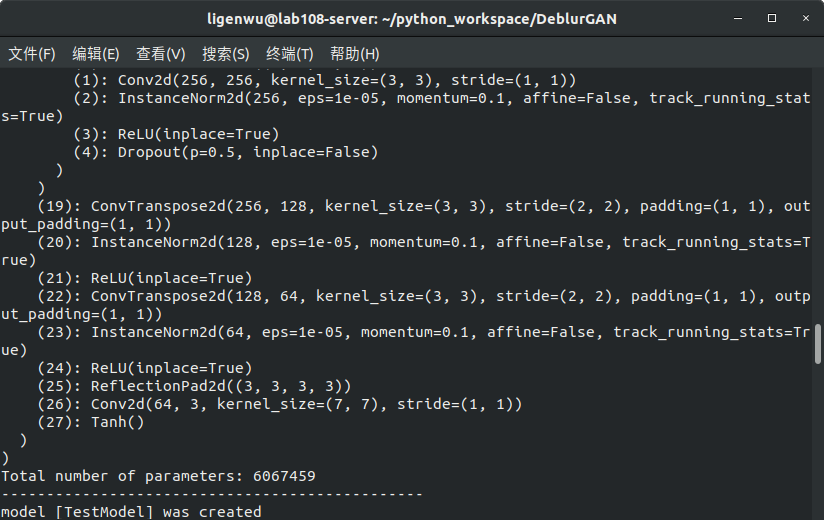 ligenwu@lab108-server: ~/python_workspace/DeblurGAN
文件(F) 编辑(E) 查看(V) 搜索(S) 终端(T) 帮助(H)
(1): Conv2d(256, 256, kernel_size=(3, 3), stride=(1, 1))
(2): InstanceNorm2d(256, eps=1e-05, momentum=0.1, affine=False, track_running_stat
s=True)
(3): ReLU(inplace=True)
(4): Dropout(p=0.5, inplace=False)
)
)
(19): ConvTranspose2d(256, 128, kernel_size=(3, 3), stride=(2, 2), padding=(1, 1), out
put_padding=(1, 1))
(20): InstanceNorm2d(128, eps=1e-05, momentum=0.1, affine=False, track_running_stats=T
rue)
(21): ReLU(inplace=True)
(22): ConvTranspose2d(128, 64, kernel_size=(3, 3), stride=(2, 2), padding=(1, 1), outp
ut_padding=(1, 1))
(23): InstanceNorm2d(64, eps=1e-05, momentum=0.1, affine=False, track_running_stats=Tr
ue)
(24): ReLU(inplace=True)
(25): ReflectionPad2d((3, 3, 3, 3))
(26): Conv2d(64, 3, kernel_size=(7, 7), stride=(1, 1))
(27): Tanh()
)
)
Total number of parameters: 6067459
-----------------------------------------------
model [TestModel] was created